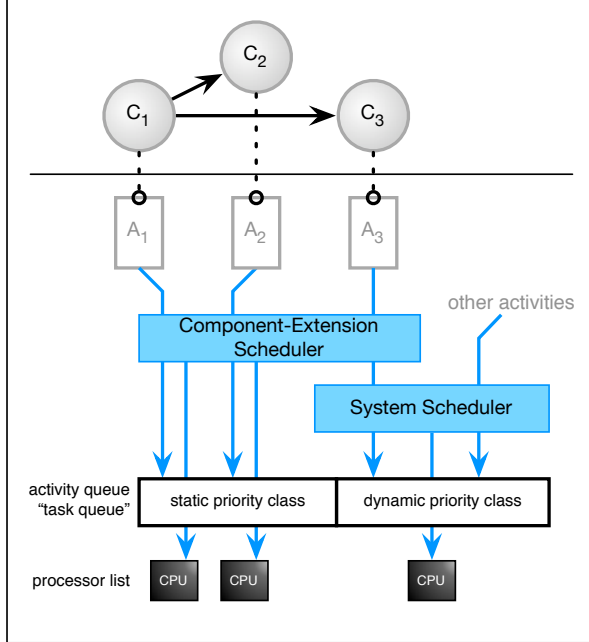 C2
C1
C3
A1
A2
A3
other activities
Component-Extension
Scheduler
System Scheduler
activity queue
“task queue”
static priority class
dynamic priority class
processor list
CPU
CPU
CPU